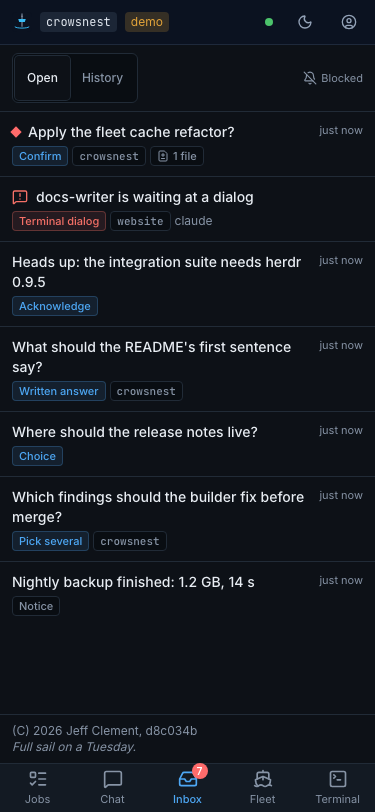 crowsnest demo
Open History Blocked
Apply the fleet cache refactor? just now
Confirm crowsnest 1 file
docs-writer is waiting at a dialog
Terminal dialog website claude
Heads up: the integration suite needs herdr just now
0.9.5
Acknowledge
What should the README's first sentence just now
say?
Written answer crowsnest
Where should the release notes live? just now
Choice
Which findings should the builder fix before just now
merge?
Pick several crowsnest
Nightly backup finished: 1.2 GB, 14 s just now
Notice
(C) 2026 Jeff Clement, d8c034b
Full sail on a Tuesday.
7
Jobs Chat Inbox Fleet Terminal